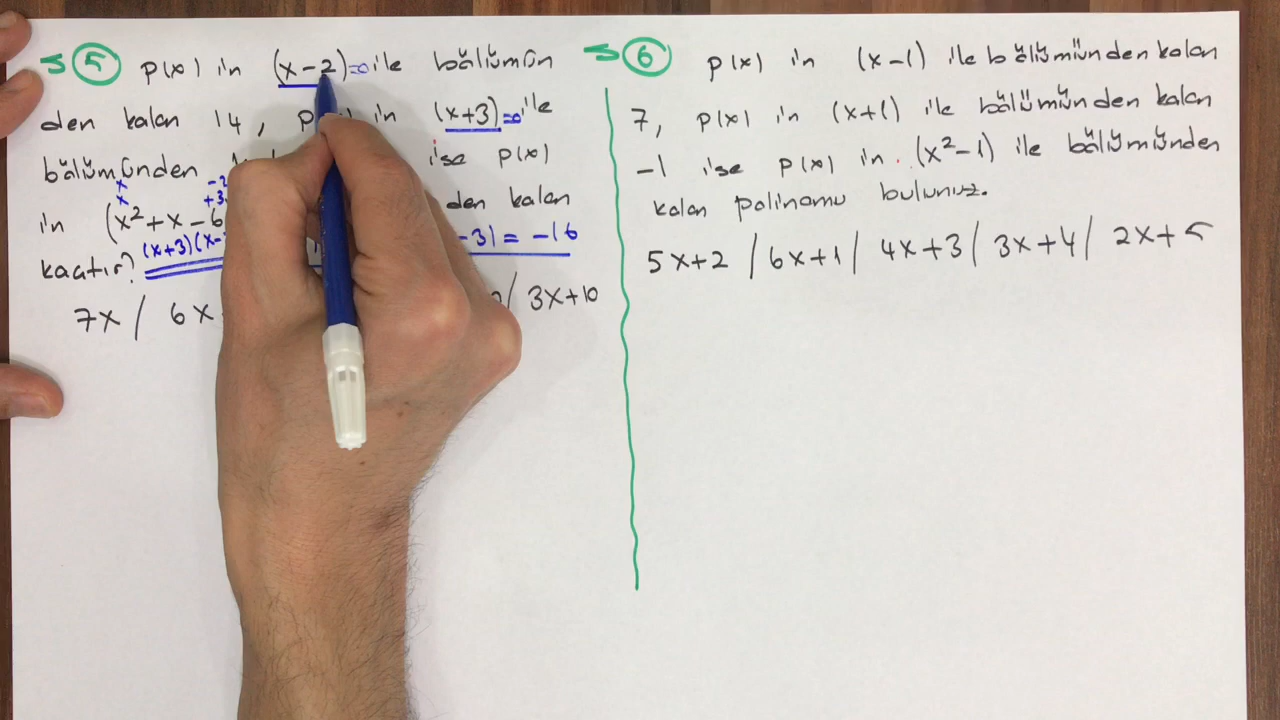 S 5 P(x) in (x-2)=0 ile bölümün
den kalan 14, in (x+3)=0 ile
bölümünden ise P(x)
in (x²+x-6 den kalan
kaçtır? (x+3)(x- -3) = -16
7x / 6x / 3x+10
S 6 P(x) in (x-1) ile bölümünden kalan
7, P(x) in (x+1) ile bölümünden kalan
-1 ise P(x) in (x²-1) ile bölümünden
kalan polinomu bulunuz.
5x+2 / 6x+1 / 4x+3 / 3x+4 / 2x+5